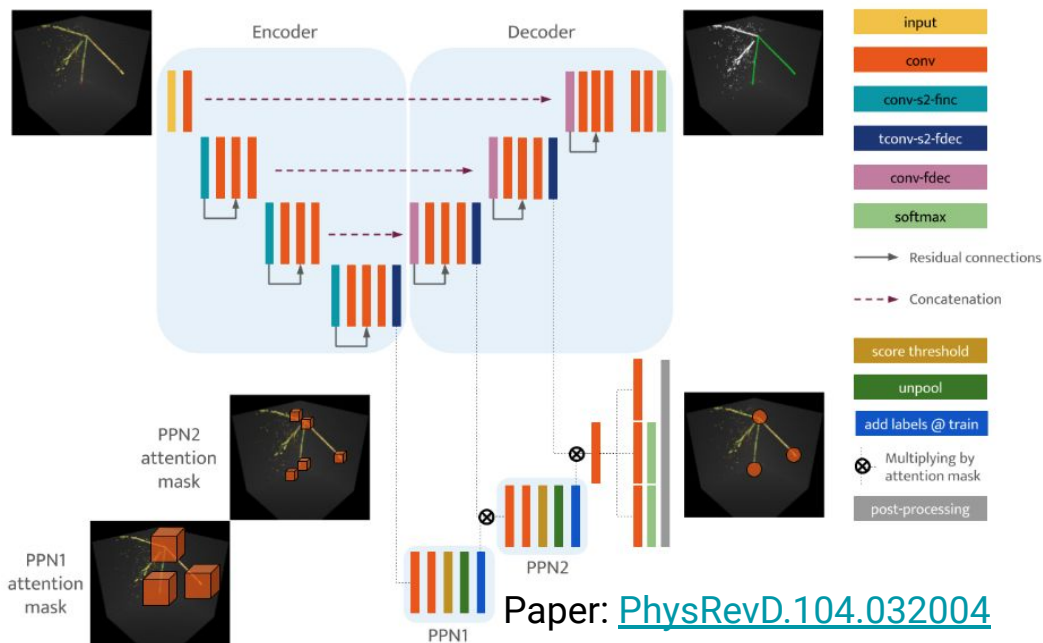 Encoder
Decoder
input
conv
conv-s2-finc
tconv-s2-fdec
conv-fdec
softmax
Residual connections
Concatenation
score threshold
unpool
add labels @ train
Multiplying by
attention mask
post-processing
PPN2
attention
mask
PPN1
attention
mask
PPN2
PPN1
Paper: PhysRevD.104.032004